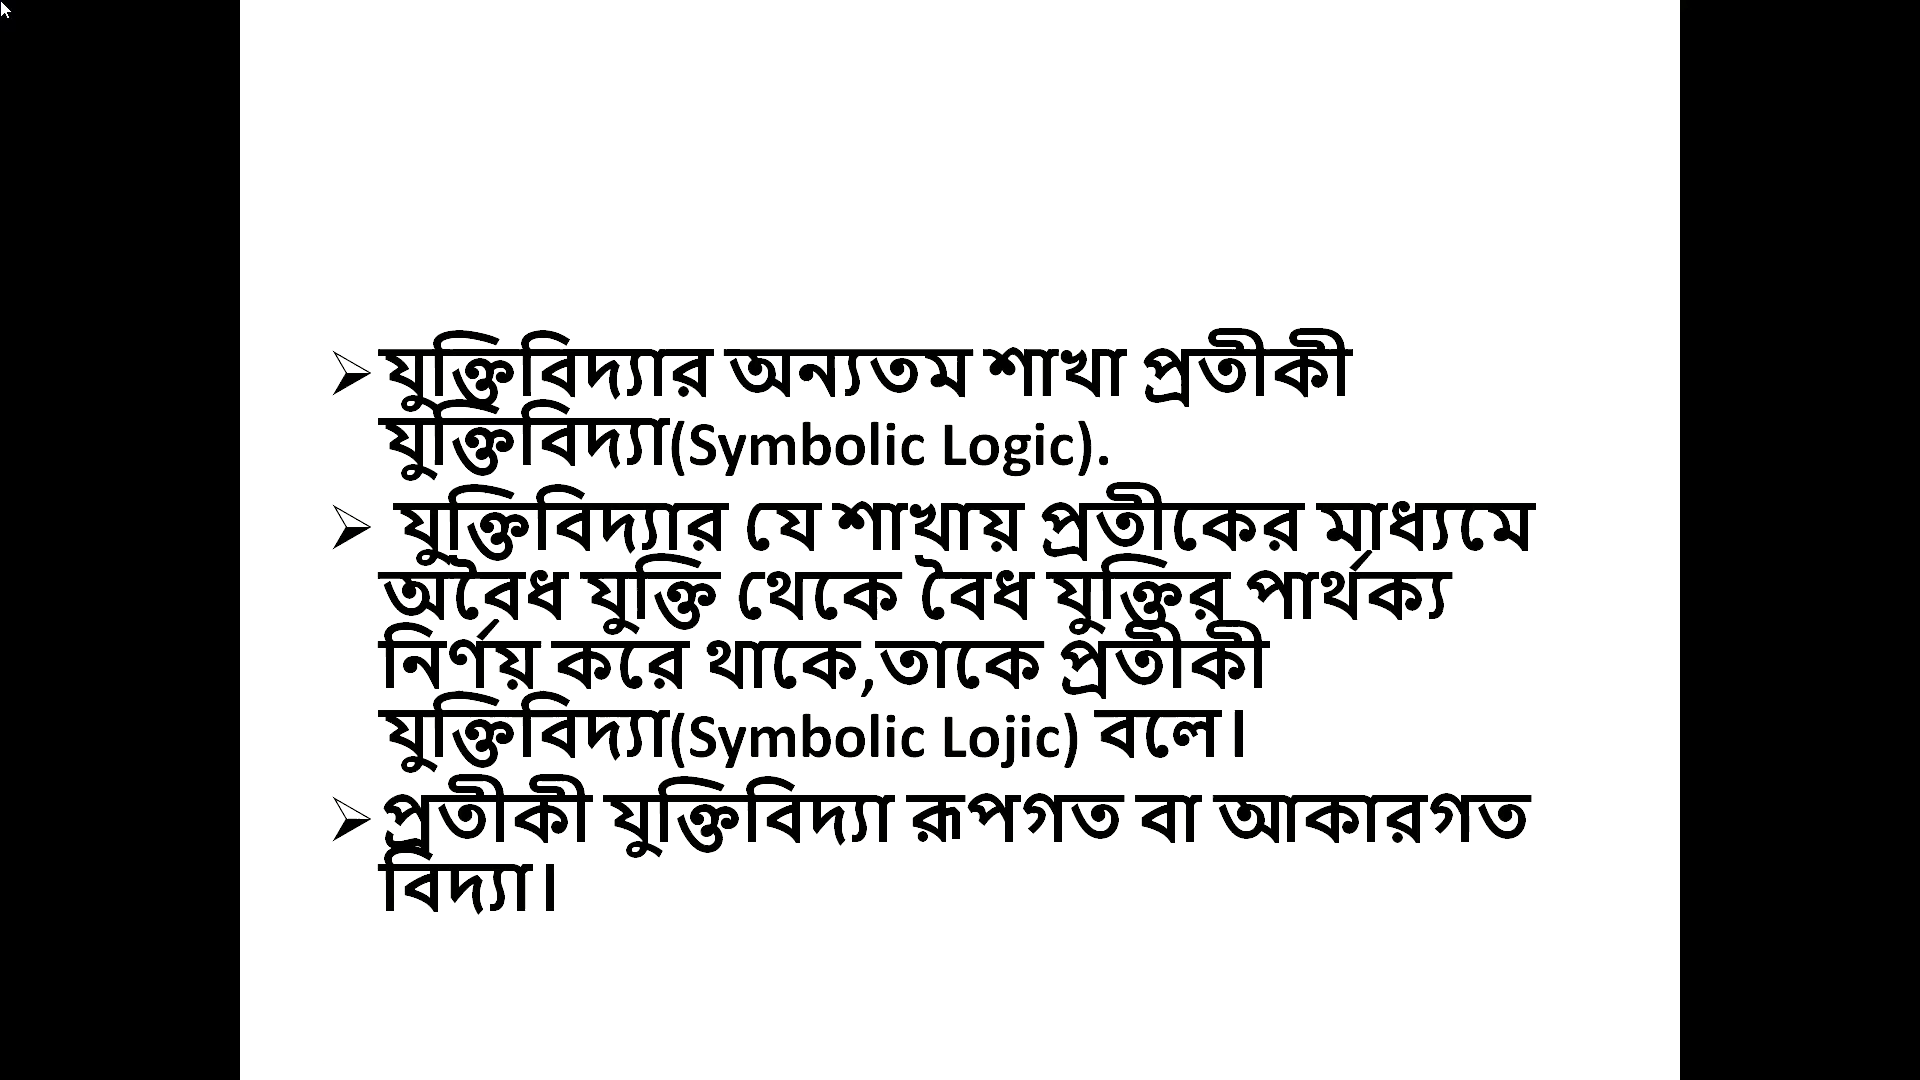 যুক্তিবিদ্যার অন্যতম শাখা প্রতীকী
যুক্তিবিদ্যা(Symbolic Logic).
যুক্তিবিদ্যার যে শাখায় প্রতীকের মাধ্যমে
অবৈধ যুক্তি থেকে বৈধ যুক্তির পার্থক্য
নির্ণয় করে থাকে,তাকে প্রতীকী
যুক্তিবিদ্যা(Symbolic Lojic) বলে।
প্রতীকী যুক্তিবিদ্যা রূপগত বা আকারগত
বিদ্যা।